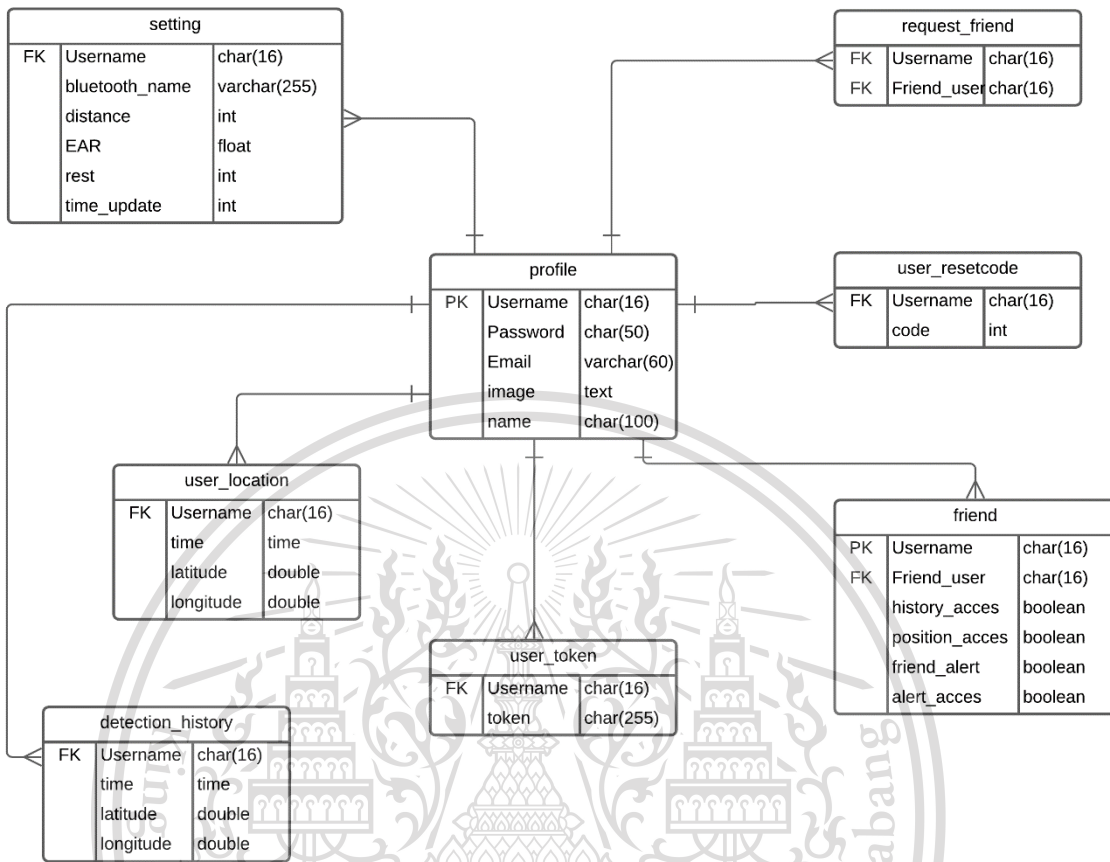 setting
FK Username char(16)
bluetooth_name varchar(255)
distance int
EAR float
rest int
time_update int
request_friend
FK Username char(16)
FK Friend_user char(16)
profile
PK Username char(16)
Password char(50)
Email varchar(60)
image text
name char(100)
user_resetcode
FK Username char(16)
code int
user_location
FK Username char(16)
time time
latitude double
longitude double
friend
PK Username char(16)
FK Friend_user char(16)
history_acces boolean
position_acces boolean
friend_alert boolean
alert_acces boolean
user_token
FK Username char(16)
token char(255)
detection_history
FK Username char(16)
time time
latitude double
longitude double
King
abang